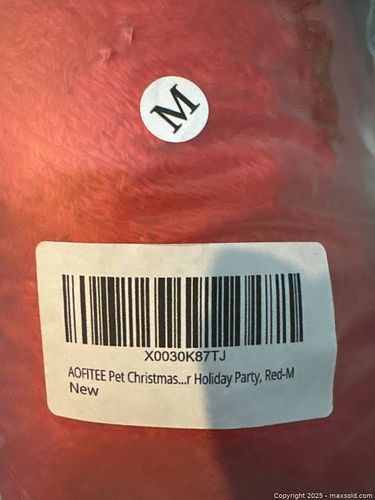 M
X0030K87TJ
AOFITEE Pet Christmas...r Holiday Party, Red-M
New
Copyright 2025 - maxsold.com